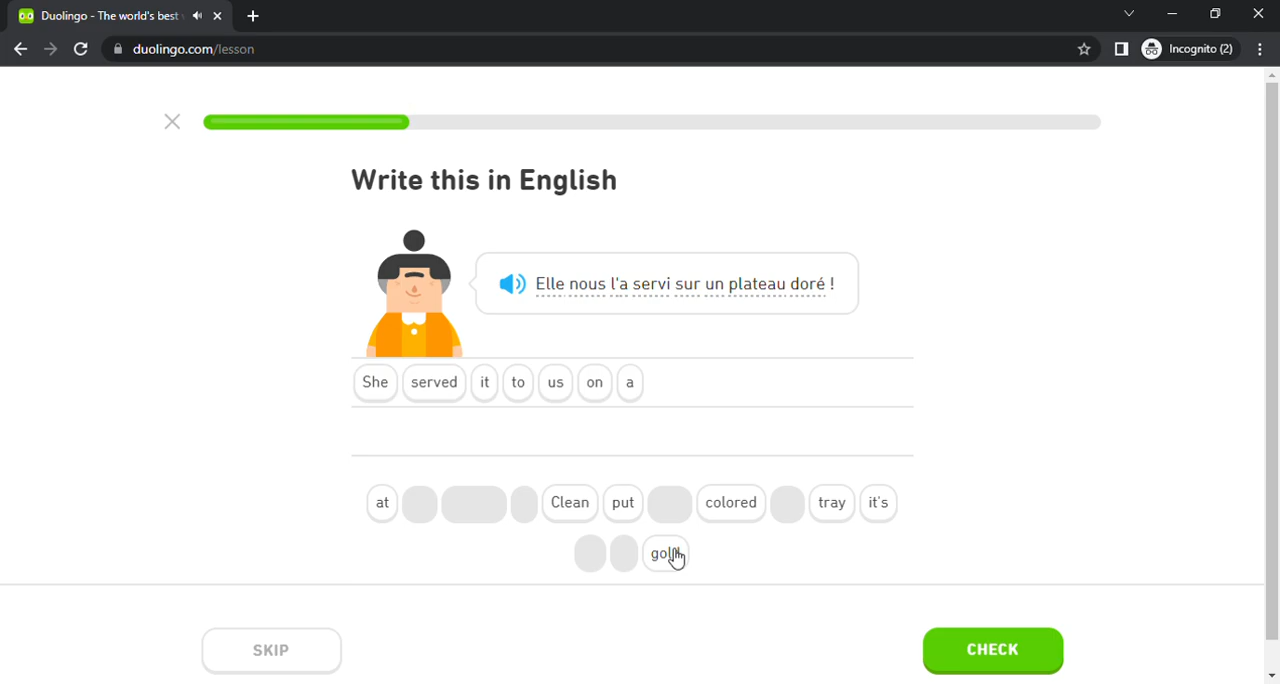 Duolingo - The world's best
duolingo.com/lesson
Incognito (2)
Write this in English
Elle nous l'a servi sur un plateau doré !
She served it to us on a
at Clean put colored tray it's
SKIP
CHECK